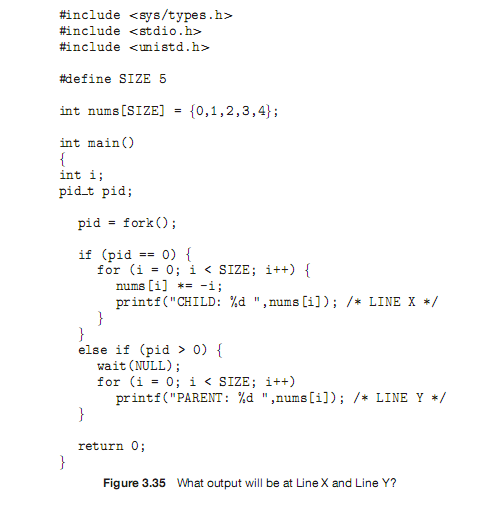 #include <sys/types.h>
#include <stdio.h>
#include <unistd.h>
#define SIZE 5
int nums[SIZE] = {0,1,2,3,4};
int main()
{
int i;
pid_t pid;
pid = fork();
if (pid == 0) {
for (i = 0; i < SIZE; i++) {
nums[i] *= -i;
printf("CHILD: %d ",nums[i]); /* LINE X */
}
}
else if (pid > 0) {
wait(NULL);
for (i = 0; i < SIZE; i++)
printf("PARENT: %d ",nums[i]); /* LINE Y */
}
return 0;
}
Figure 3.35 What output will be at Line X and Line Y?